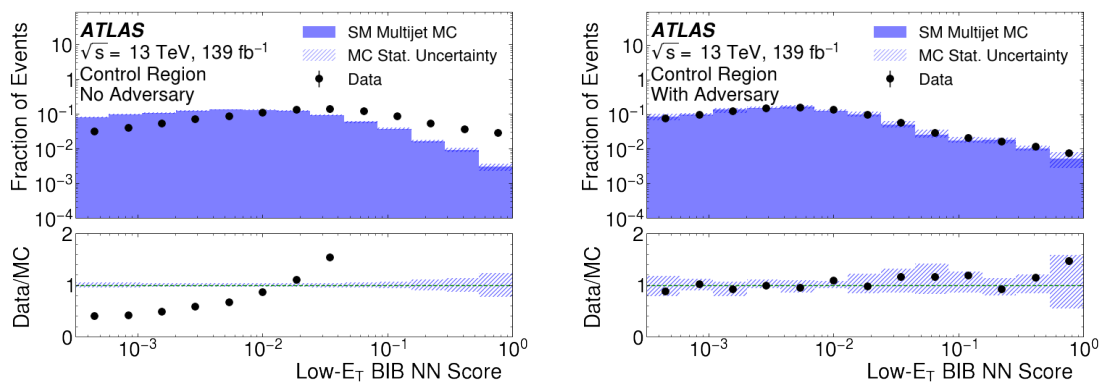 ATLAS
√s = 13 TeV, 139 fb⁻¹
Control Region
No Adversary
SM Multijet MC
MC Stat. Uncertainty
Data
Fraction of Events
10
1
10⁻¹
10⁻²
10⁻³
10⁻⁴
Data/MC
2
1
0
10⁻³ 10⁻² 10⁻¹ 10⁰
Low-E_T BIB NN Score
ATLAS
√s = 13 TeV, 139 fb⁻¹
Control Region
With Adversary
SM Multijet MC
MC Stat. Uncertainty
Data
Fraction of Events
10
1
10⁻¹
10⁻²
10⁻³
10⁻⁴
Data/MC
2
1
0
10⁻³ 10⁻² 10⁻¹ 10⁰
Low-E_T BIB NN Score